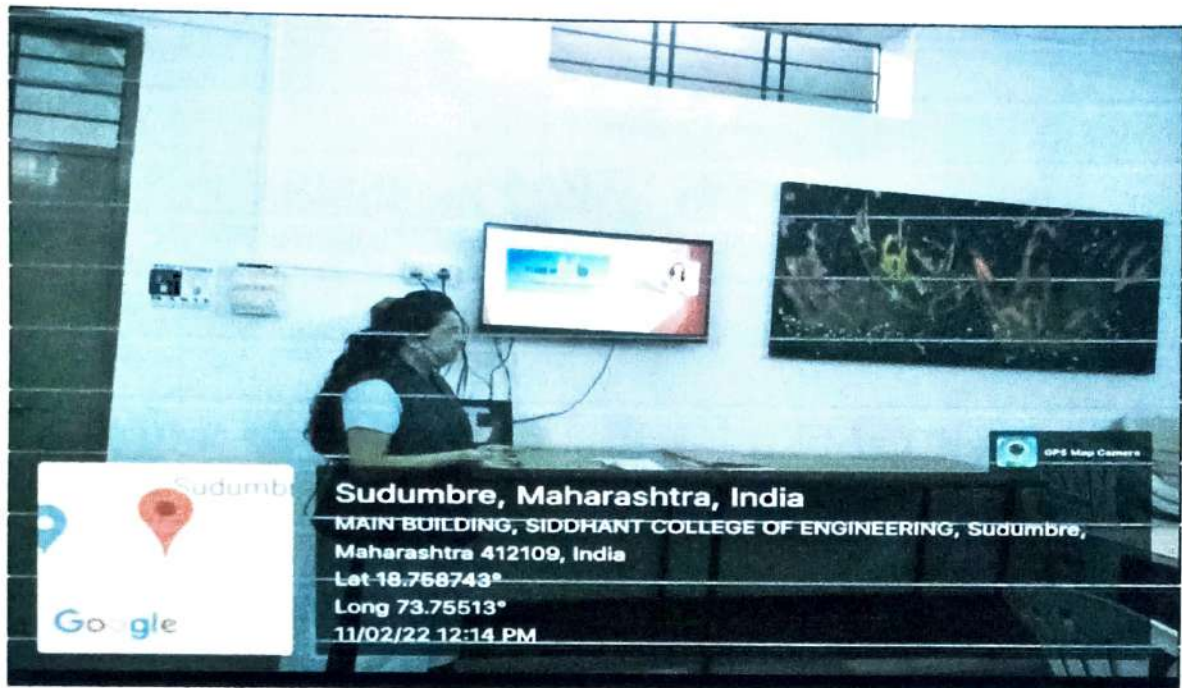 GPS Map Camera
Sudumbre, Maharashtra, India
MAIN BUILDING, SIDDHANT COLLEGE OF ENGINEERING, Sudumbre,
Maharashtra 412109, India
Lat 18.758743°
Long 73.75513°
11/02/22 12:14 PM
Sudumb
Google